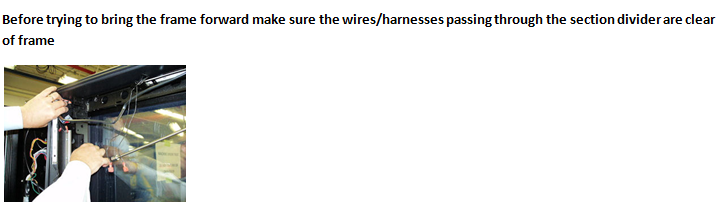 Before trying to bring the frame forward make sure the wires/harnesses passing through the section divider are clear
of frame